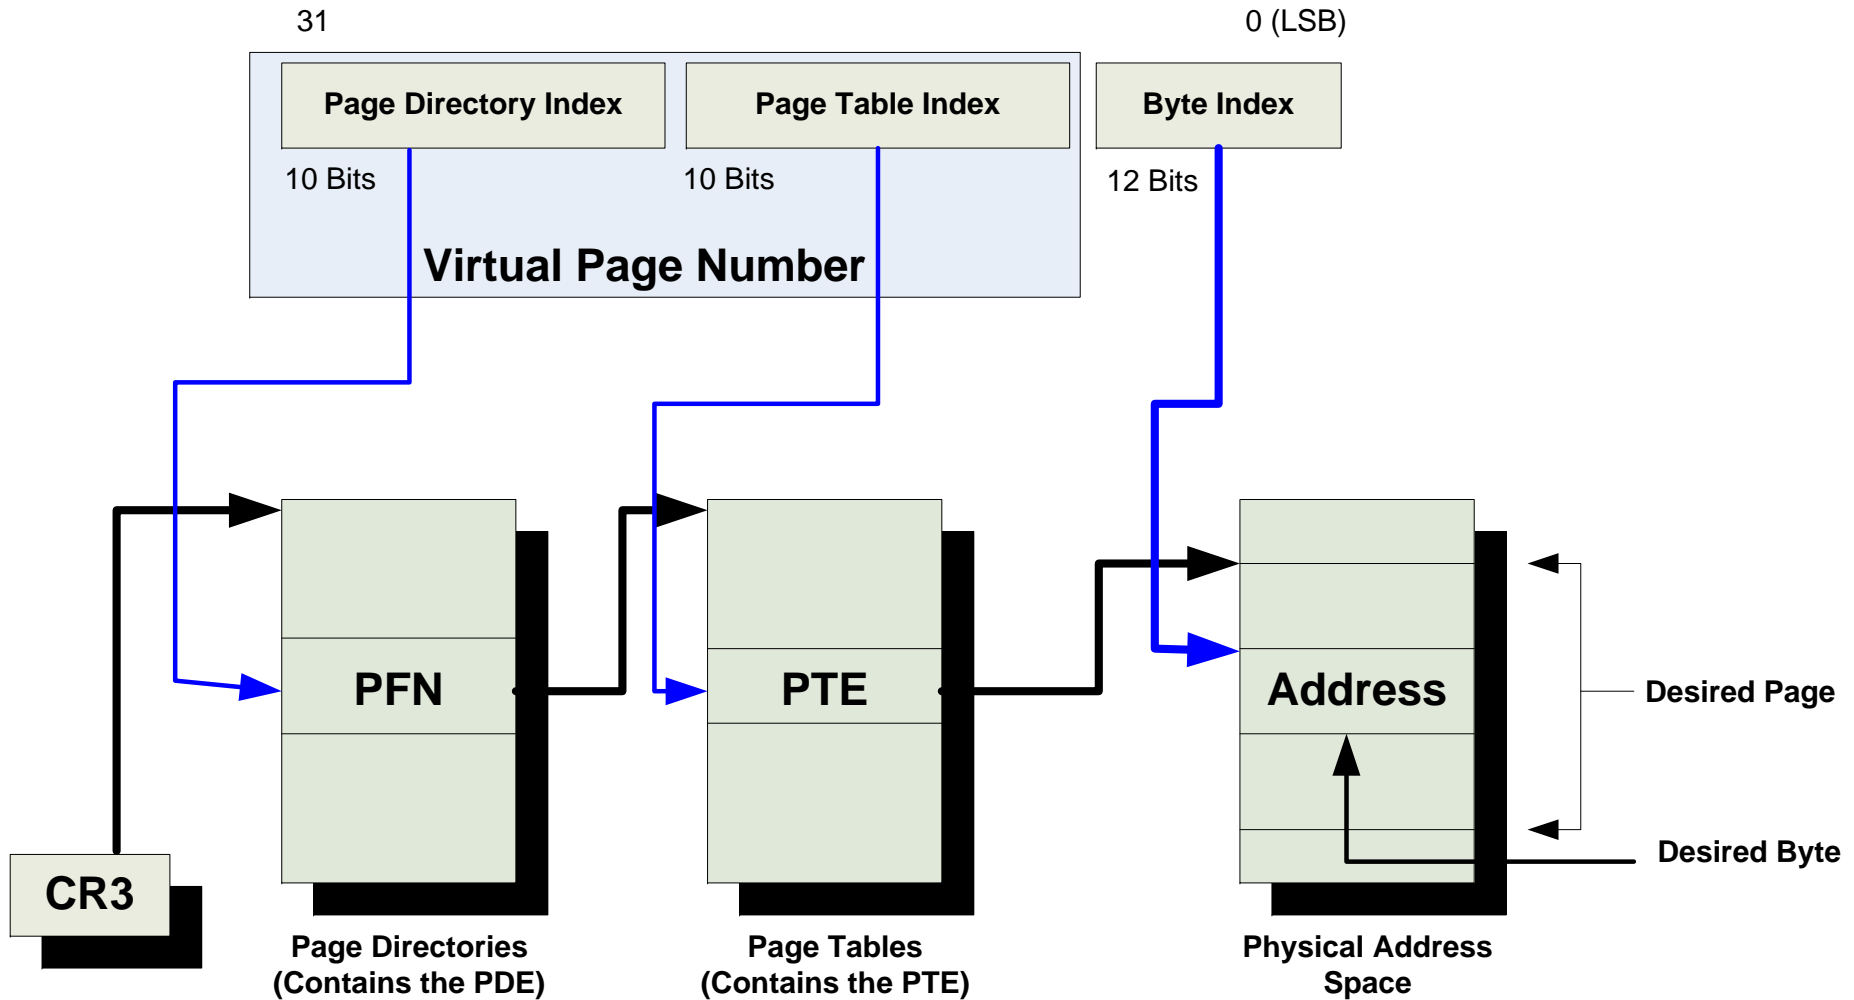 31
0 (LSB)
Page Directory Index
Page Table Index
Byte Index
10 Bits
10 Bits
12 Bits
Virtual Page Number
PFN
PTE
Address
Desired Page
Desired Byte
CR3
Page Directories
(Contains the PDE)
Page Tables
(Contains the PTE)
Physical Address
Space